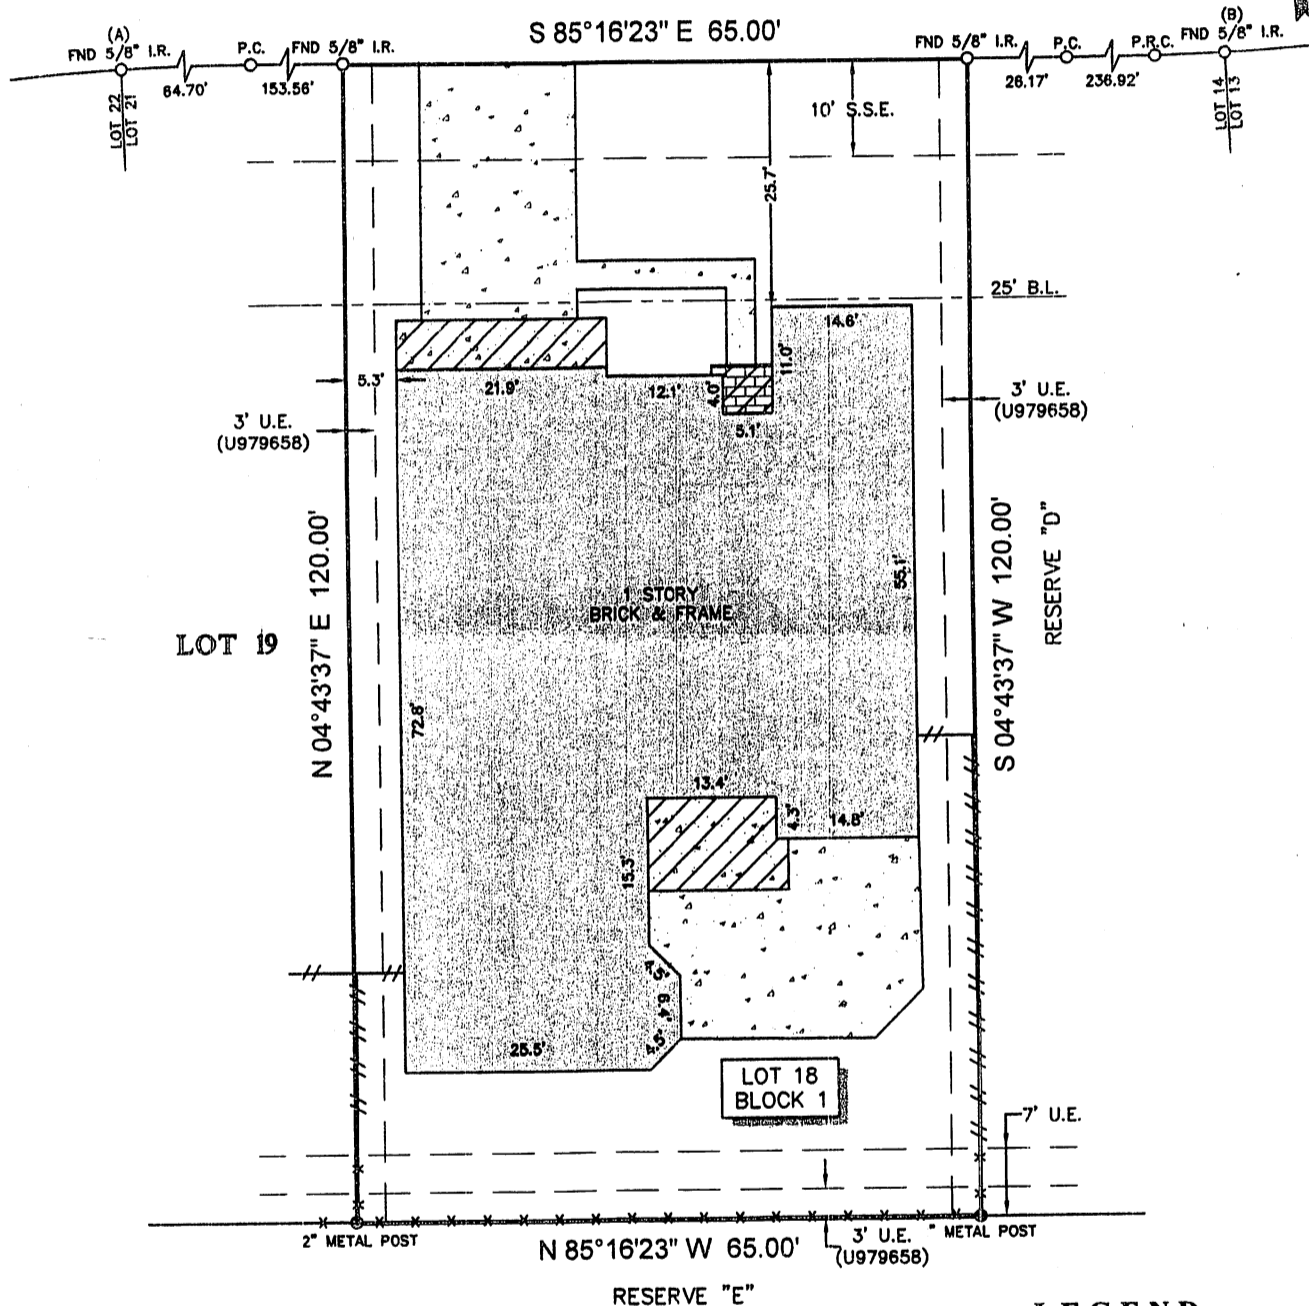 S 85°16'23" E 65.00'
(A)
FND 5/8" I.R.
P.C.
FND 5/8" I.R.
FND 5/8" I.R.
P.C.
P.R.C.
(B)
FND 5/8" I.R.
64.70'
153.56'
26.17'
236.92'
LOT 22
LOT 21
LOT 14
LOT 13
10' S.S.E.
25.7'
25' B.L.
14.6'
11.0'
5.3'
21.9'
12.1'
4.0'
5.1'
3' U.E.
(U979658)
3' U.E.
(U979658)
N 04°43'37" E 120.00'
S 04°43'37" W 120.00'
RESERVE "D"
LOT 19
1 STORY
BRICK & FRAME
55.1'
72.8'
13.4'
4.3'
14.8'
15.3'
4.5'
6.4'
4.5'
25.5'
LOT 18
BLOCK 1
7' U.E.
2" METAL POST
N 85°16'23" W 65.00'
3' U.E.
(U979658)
" METAL POST
RESERVE "E"
LEGEND